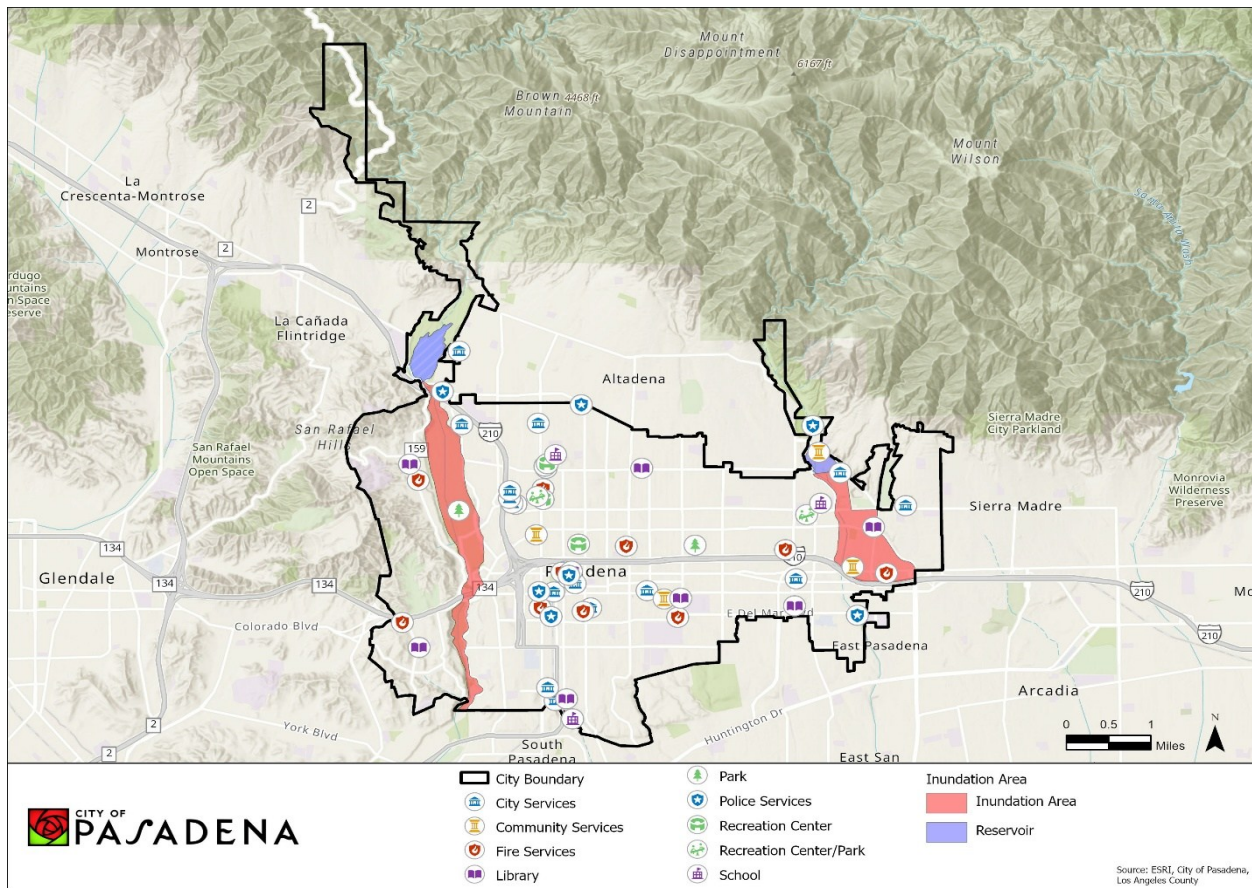 Mount
Disappointment
6167 ft
Brown
Mountain
4468 ft
Mount
Wilson
Santa Anita Wash
La
Crescenta-Montrose
2
2
Montrose
La Cañada
Flintridge
Altadena
Sierra Madre
City Parkland
San Rafael
Hills
159
210
San Rafael
Mountains
Open Space
Monrovia
Wilderness
Preserve
Sierra Madre
134
134
Glendale
134
210
Colorado Blvd
E Del Mar Blvd
210
East Pasadena
Arcadia
York Blvd
Huntington Dr
2
South
Pasadena
East San
0 0.5 1
Miles
N
CITY OF
PASADENA
City Boundary
City Services
Community Services
Fire Services
Library
Park
Police Services
Recreation Center
Recreation Center/Park
School
Inundation Area
Inundation Area
Reservoir
Source: ESRI, City of Pasadena,
Los Angeles County